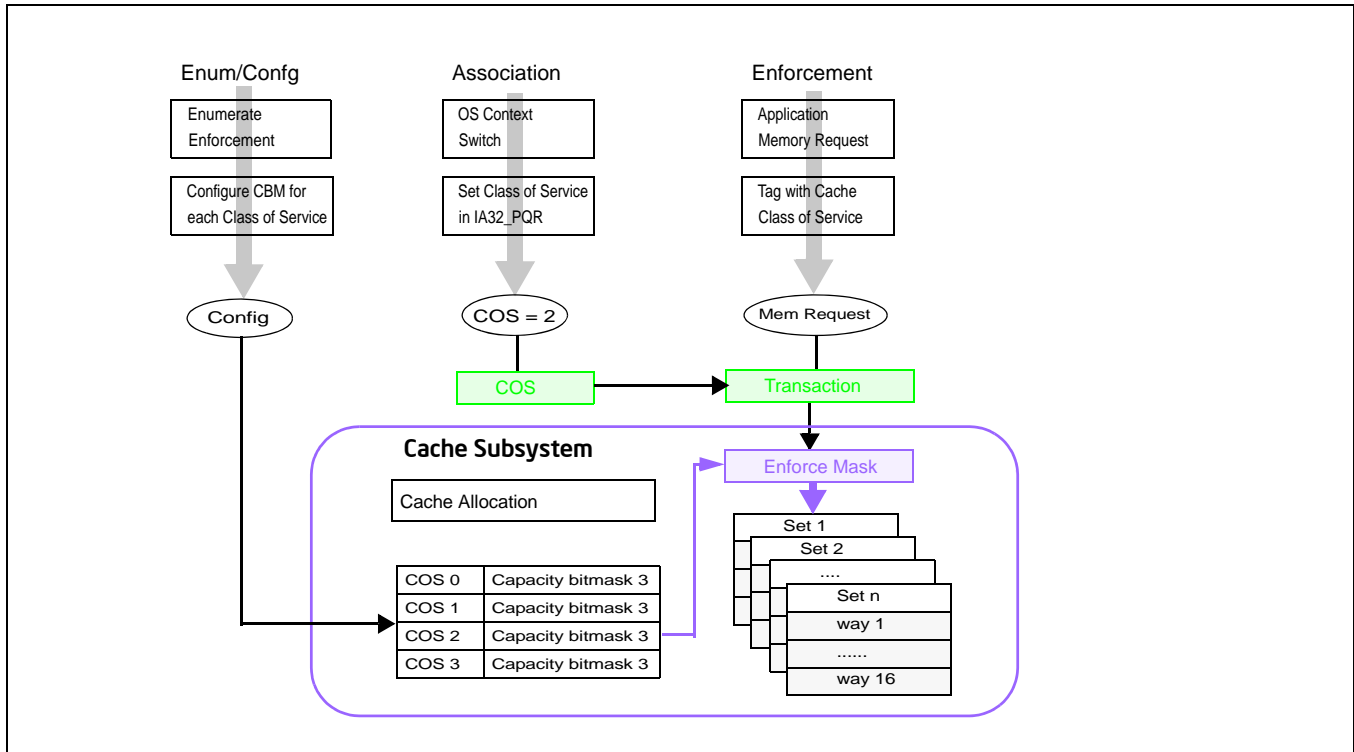 Enum/Confg
Association
Enforcement
Enumerate
Enforcement
OS Context
Switch
Application
Memory Request
Configure CBM for
each Class of Service
Set Class of Service
in IA32_PQR
Tag with Cache
Class of Service
Config
COS = 2
Mem Request
COS
Transaction
Cache Subsystem
Enforce Mask
Cache Allocation
COS 0 Capacity bitmask 3
COS 1 Capacity bitmask 3
COS 2 Capacity bitmask 3
COS 3 Capacity bitmask 3
Set 1
Set 2
....
Set n
way 1
......
way 16